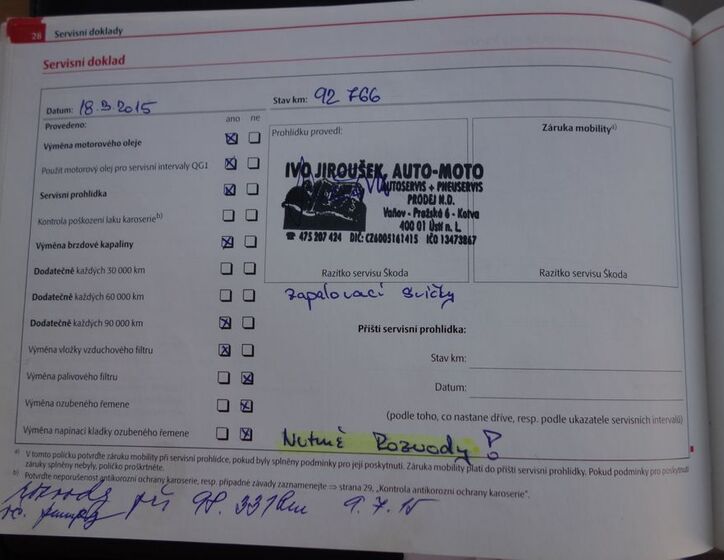 28 Servisní doklady
Servisní doklad
Datum: 18.9 2015
Stav km: 92 766
Provedeno: ano ne
Výměna motorového oleje
Použit motorový olej pro servisní intervaly QG1
Servisní prohlídka
Kontrola poškození laku karoserie b)
Výměna brzdové kapaliny
Dodatečně každých 30 000 km
Dodatečně každých 60 000 km
Dodatečně každých 90 000 km
Výměna vložky vzduchového filtru
Výměna palivového filtru
Výměna ozubeného řemene
Výměna napínací kladky ozubeného řemene
Prohlídku provedl:
IVO JIROUŠEK, AUTO-MOTO
AUTOSERVIS + PNEUSERVIS
PRODEJ N.D.
Vaňov - Pražská 6 - Kotva
400 01 Ústí n. L.
☎ 475 207 424 DIČ: CZ6005161415 IČO 13473867
Razítko servisu Škoda
Záruka mobility a)
Razítko servisu Škoda
zapalovací svíčky
Příští servisní prohlídka:
Stav km:
Datum:
(podle toho, co nastane dříve, resp. podle ukazatele servisních intervalů)
Nutné Rozvody !
a) V tomto políčku potvrďte záruku mobility při servisní prohlídce, pokud byly splněny podmínky pro její poskytnutí. Záruka mobility platí do příští servisní prohlídky. Pokud podmínky pro poskytnutí
záruky splněny nebyly, políčko proškrtněte.
b) Potvrďte neporušenost antikorozní ochrany karoserie, resp. případné závady zaznamenejte ⇒ strana 29, „Kontrola antikorozní ochrany karoserie".
rozvody při 98. 331 km 9.7.15
vc. pumpy